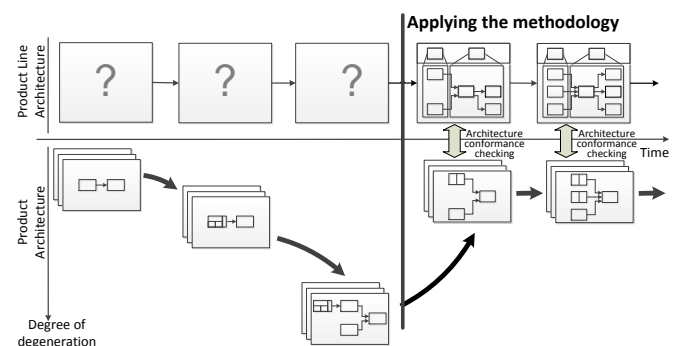 Applying the methodology
Product Line
Architecture
?
?
?
Architecture
conformance
checking
Architecture
conformance
checking
Time
Product
Architecture
Degree of
degeneration